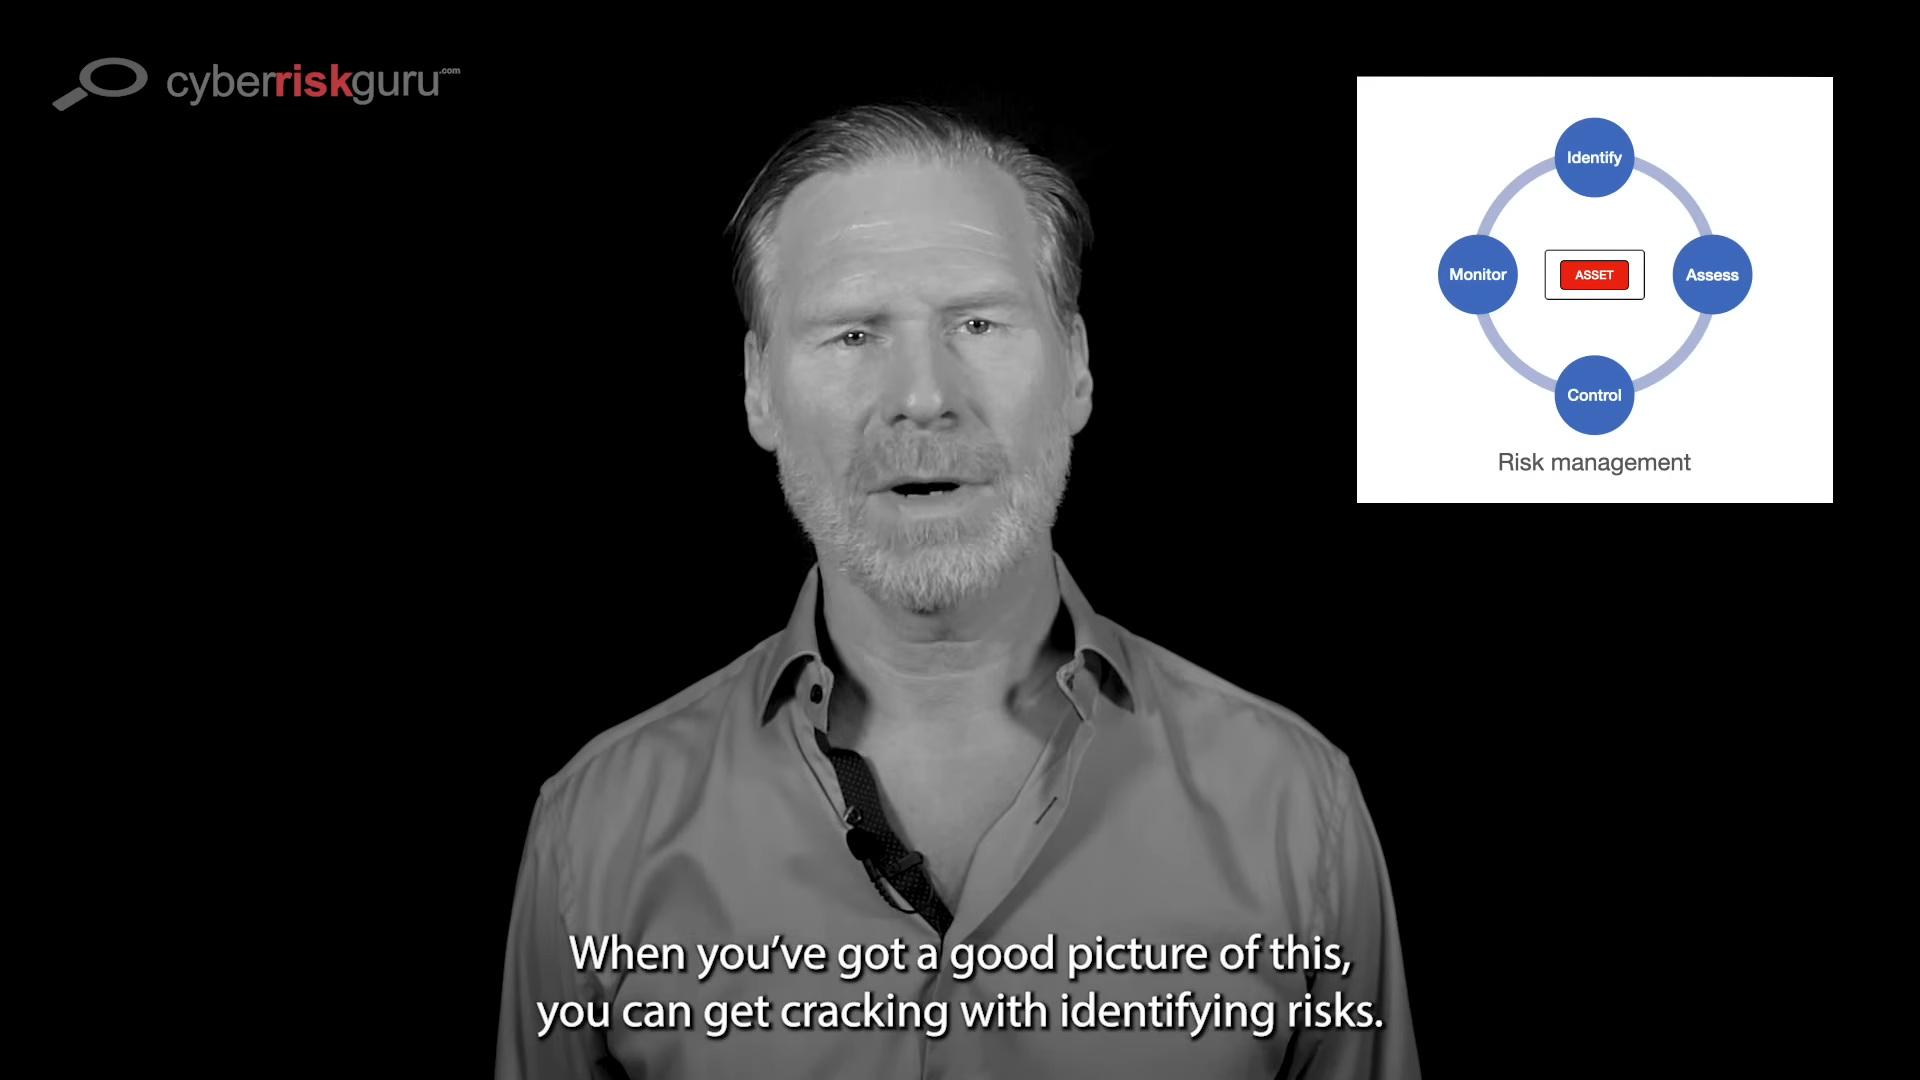 cyberriskguru.com
Identify
Monitor
ASSET
Assess
Control
Risk management
When you've got a good picture of this,
you can get cracking with identifying risks.